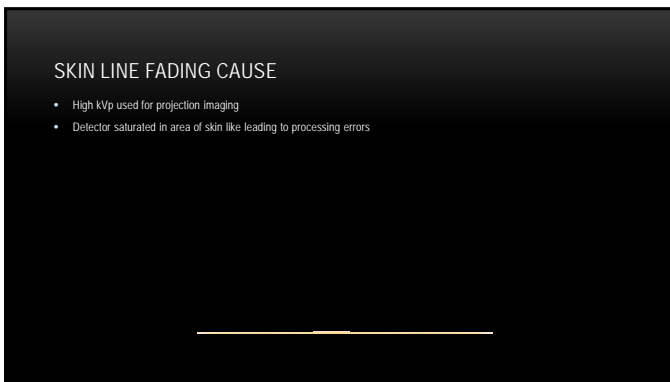 SKIN LINE FADING CAUSE
• High kVp used for projection imaging
• Detector saturated in area of skin like leading to processing errors